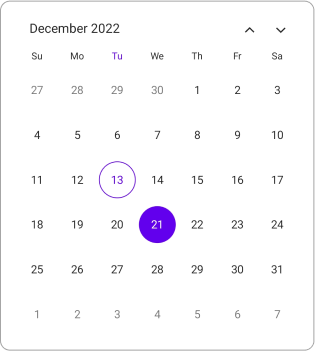 December 2022
Su Mo Tu We Th Fr Sa
27 28 29 30 1 2 3
4 5 6 7 8 9 10
11 12 13 14 15 16 17
18 19 20 21 22 23 24
25 26 27 28 29 30 31
1 2 3 4 5 6 7